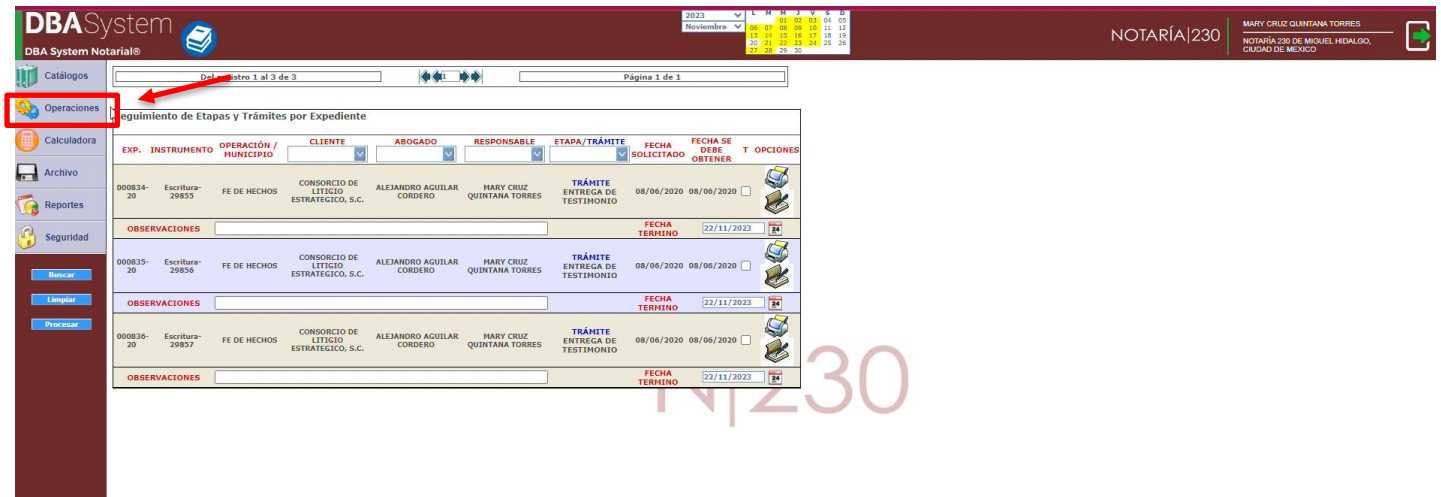 DBASystem
DBA System Notarial®
2023
Noviembre
L M M J V S D
01 02 03 04 05
06 07 08 09 10 11 12
13 14 15 16 17 18 19
20 21 22 23 24 25 26
27 28 29 30
NOTARÍA|230
MARY CRUZ QUINTANA TORRES
NOTARÍA 230 DE MIGUEL HIDALGO,
CIUDAD DE MEXICO
Catálogos
Operaciones
Calculadora
Archivo
Reportes
Seguridad
Buscar
Limpiar
Procesar
Del registro 1 al 3 de 3
1
Página 1 de 1
Seguimiento de Etapas y Trámites por Expediente
EXP. INSTRUMENTO OPERACIÓN / MUNICIPIO CLIENTE ABOGADO RESPONSABLE ETAPA/TRÁMITE FECHA SOLICITADO FECHA SE DEBE OBTENER T OPCIONES
000834-20 Escritura-29855 FE DE HECHOS CONSORCIO DE LITIGIO ESTRATEGICO, S.C. ALEJANDRO AGUILAR CORDERO MARY CRUZ QUINTANA TORRES TRÁMITE ENTREGA DE TESTIMONIO 08/06/2020 08/06/2020
OBSERVACIONES FECHA TERMINO 22/11/2023 24
000835-20 Escritura-29856 FE DE HECHOS CONSORCIO DE LITIGIO ESTRATEGICO, S.C. ALEJANDRO AGUILAR CORDERO MARY CRUZ QUINTANA TORRES TRÁMITE ENTREGA DE TESTIMONIO 08/06/2020 08/06/2020
OBSERVACIONES FECHA TERMINO 22/11/2023 24
000836-20 Escritura-29857 FE DE HECHOS CONSORCIO DE LITIGIO ESTRATEGICO, S.C. ALEJANDRO AGUILAR CORDERO MARY CRUZ QUINTANA TORRES TRÁMITE ENTREGA DE TESTIMONIO 08/06/2020 08/06/2020
OBSERVACIONES FECHA TERMINO 22/11/2023 24
N|230